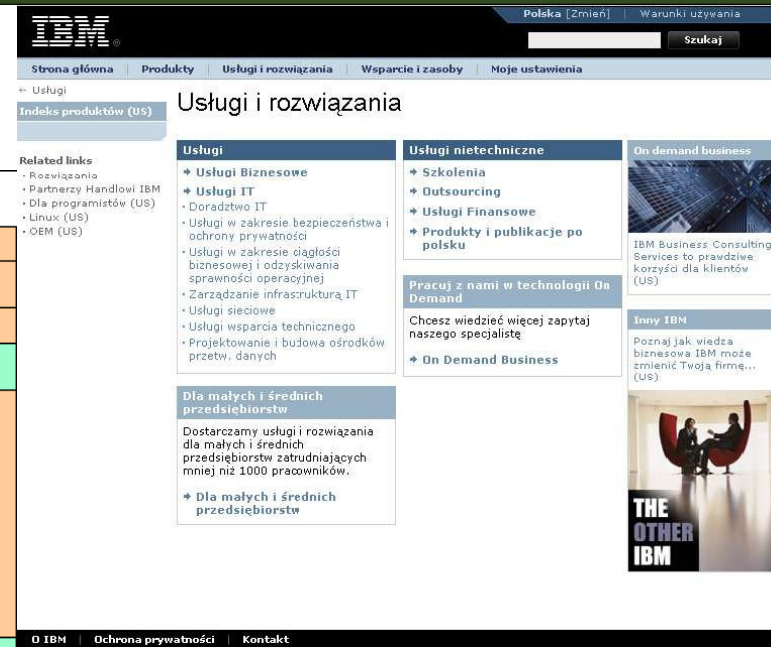 Polska [Zmień] | Warunki używania
IBM®
Szukaj
Strona główna | Produkty | Usługi i rozwiązania | Wsparcie i zasoby | Moje ustawienia
← Usługi
Indeks produktów (US)
Related links
· Rozwiązania
· Partnerzy Handlowi IBM
· Dla programistów (US)
· Linux (US)
· OEM (US)
Usługi i rozwiązania
Usługi
Usługi Biznesowe
Usługi IT
· Doradztwo IT
· Usługi w zakresie bezpieczeństwa i
ochrony prywatności
· Usługi w zakresie ciągłości
biznesowej i odzyskiwania
sprawności operacyjnej
· Zarządzanie infrastrukturą IT
· Usługi sieciowe
· Usługi wsparcia technicznego
· Projektowanie i budowa ośrodków
przetw. danych
Dla małych i średnich
przedsiębiorstw
Dostarczamy usługi i rozwiązania
dla małych i średnich
przedsiębiorstw zatrudniających
mniej niż 1000 pracowników.
Dla małych i średnich
przedsiębiorstw
Usługi nietechniczne
Szkolenia
Outsourcing
Usługi Finansowe
Produkty i publikacje po
polsku
Pracuj z nami w technologii On
Demand
Chcesz wiedzieć więcej zapytaj
naszego specjalistę
On Demand Business
On demand business
IBM Business Consulting
Services to prawdziwe
korzyści dla klientów
(US)
Inny IBM
Poznaj jak wiedza
biznesowa IBM może
zmienić Twoją firmę...
(US)
THE
OTHER
IBM
O IBM | Ochrona prywatności | Kontakt